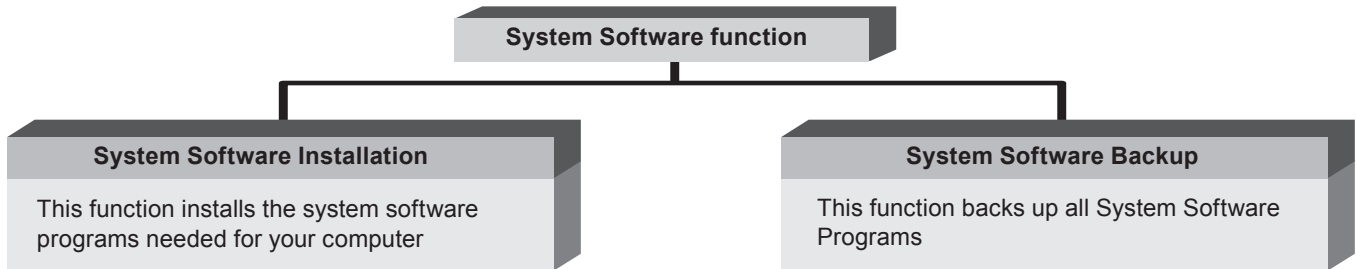 System Software function
System Software Installation
This function installs the system software
programs needed for your computer
System Software Backup
This function backs up all System Software
Programs